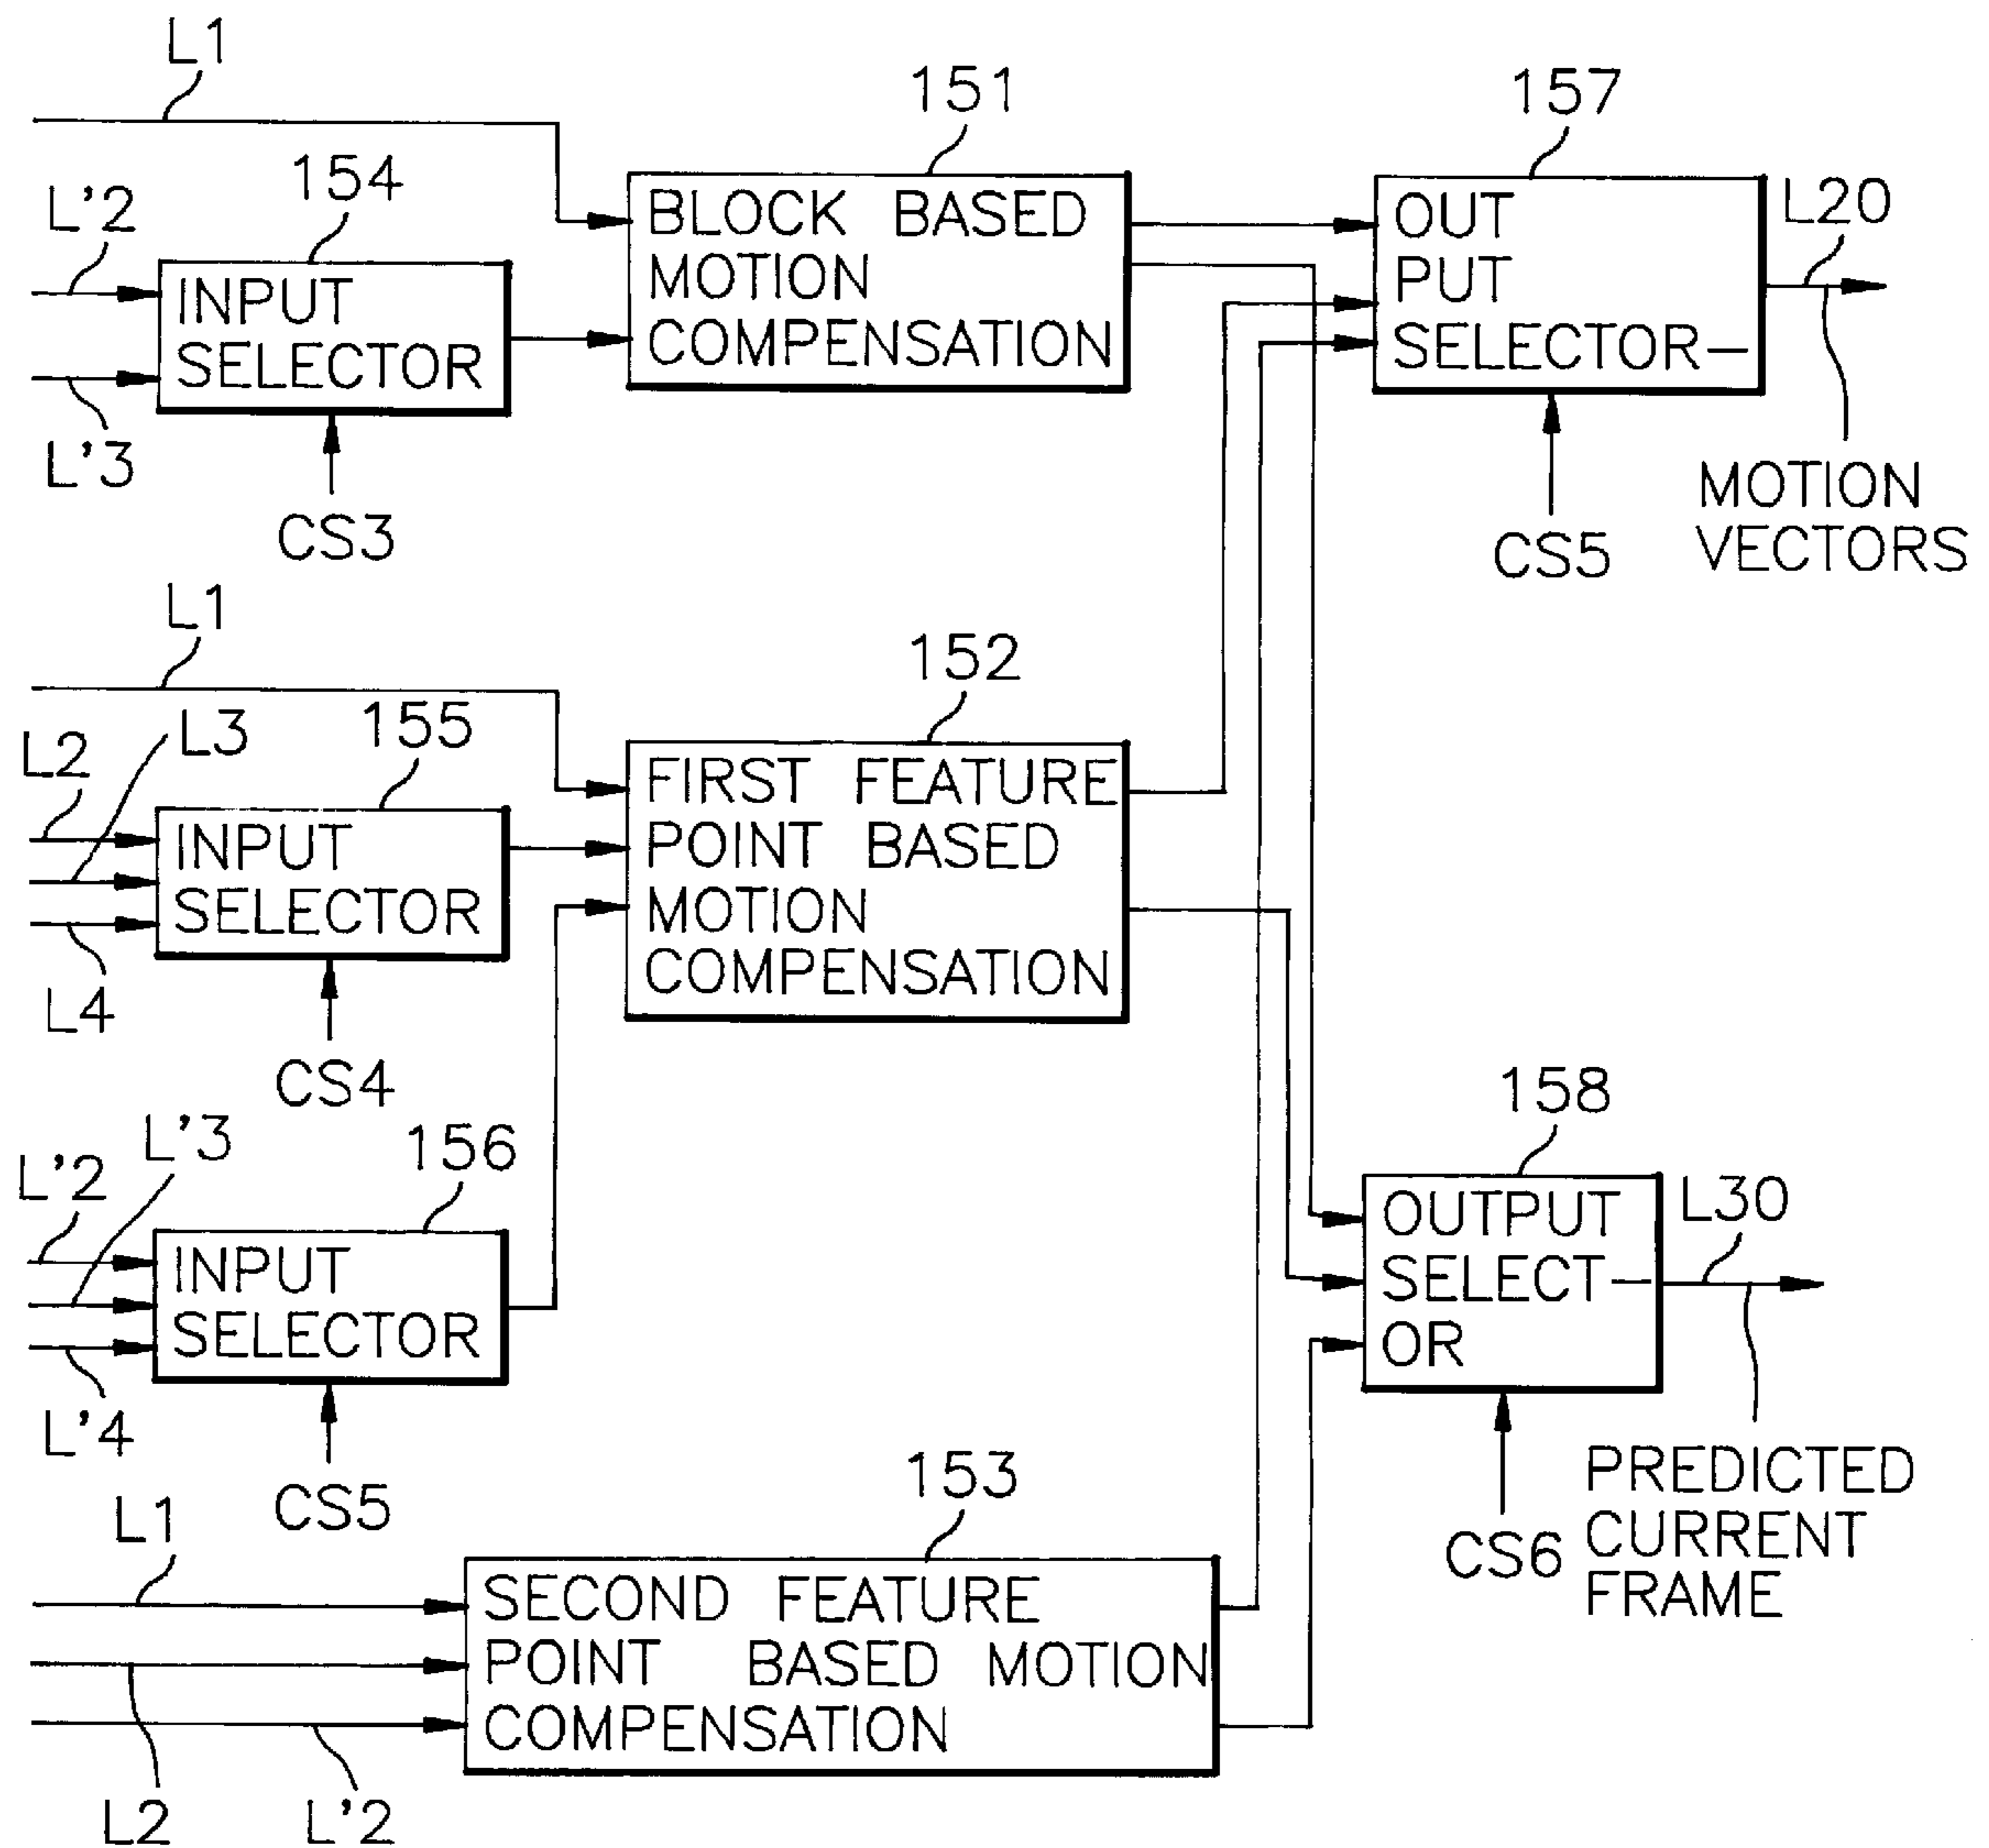 L1
151
157
154
L'2
L20
BLOCK BASED
MOTION
COMPENSATION
OUT
PUT
SELECTOR-
INPUT
SELECTOR
L'3
CS3
CS5
MOTION
VECTORS
L1
152
L3
155
L2
FIRST FEATURE
POINT BASED
MOTION
COMPENSATION
INPUT
SELECTOR
L4
CS4
158
L'3
156
L'2
OUTPUT
SELECT-
OR
L30
INPUT
SELECTOR
L'4
CS5
CS6
PREDICTED
CURRENT
FRAME
153
L1
SECOND FEATURE
POINT BASED MOTION
COMPENSATION
L2
L'2